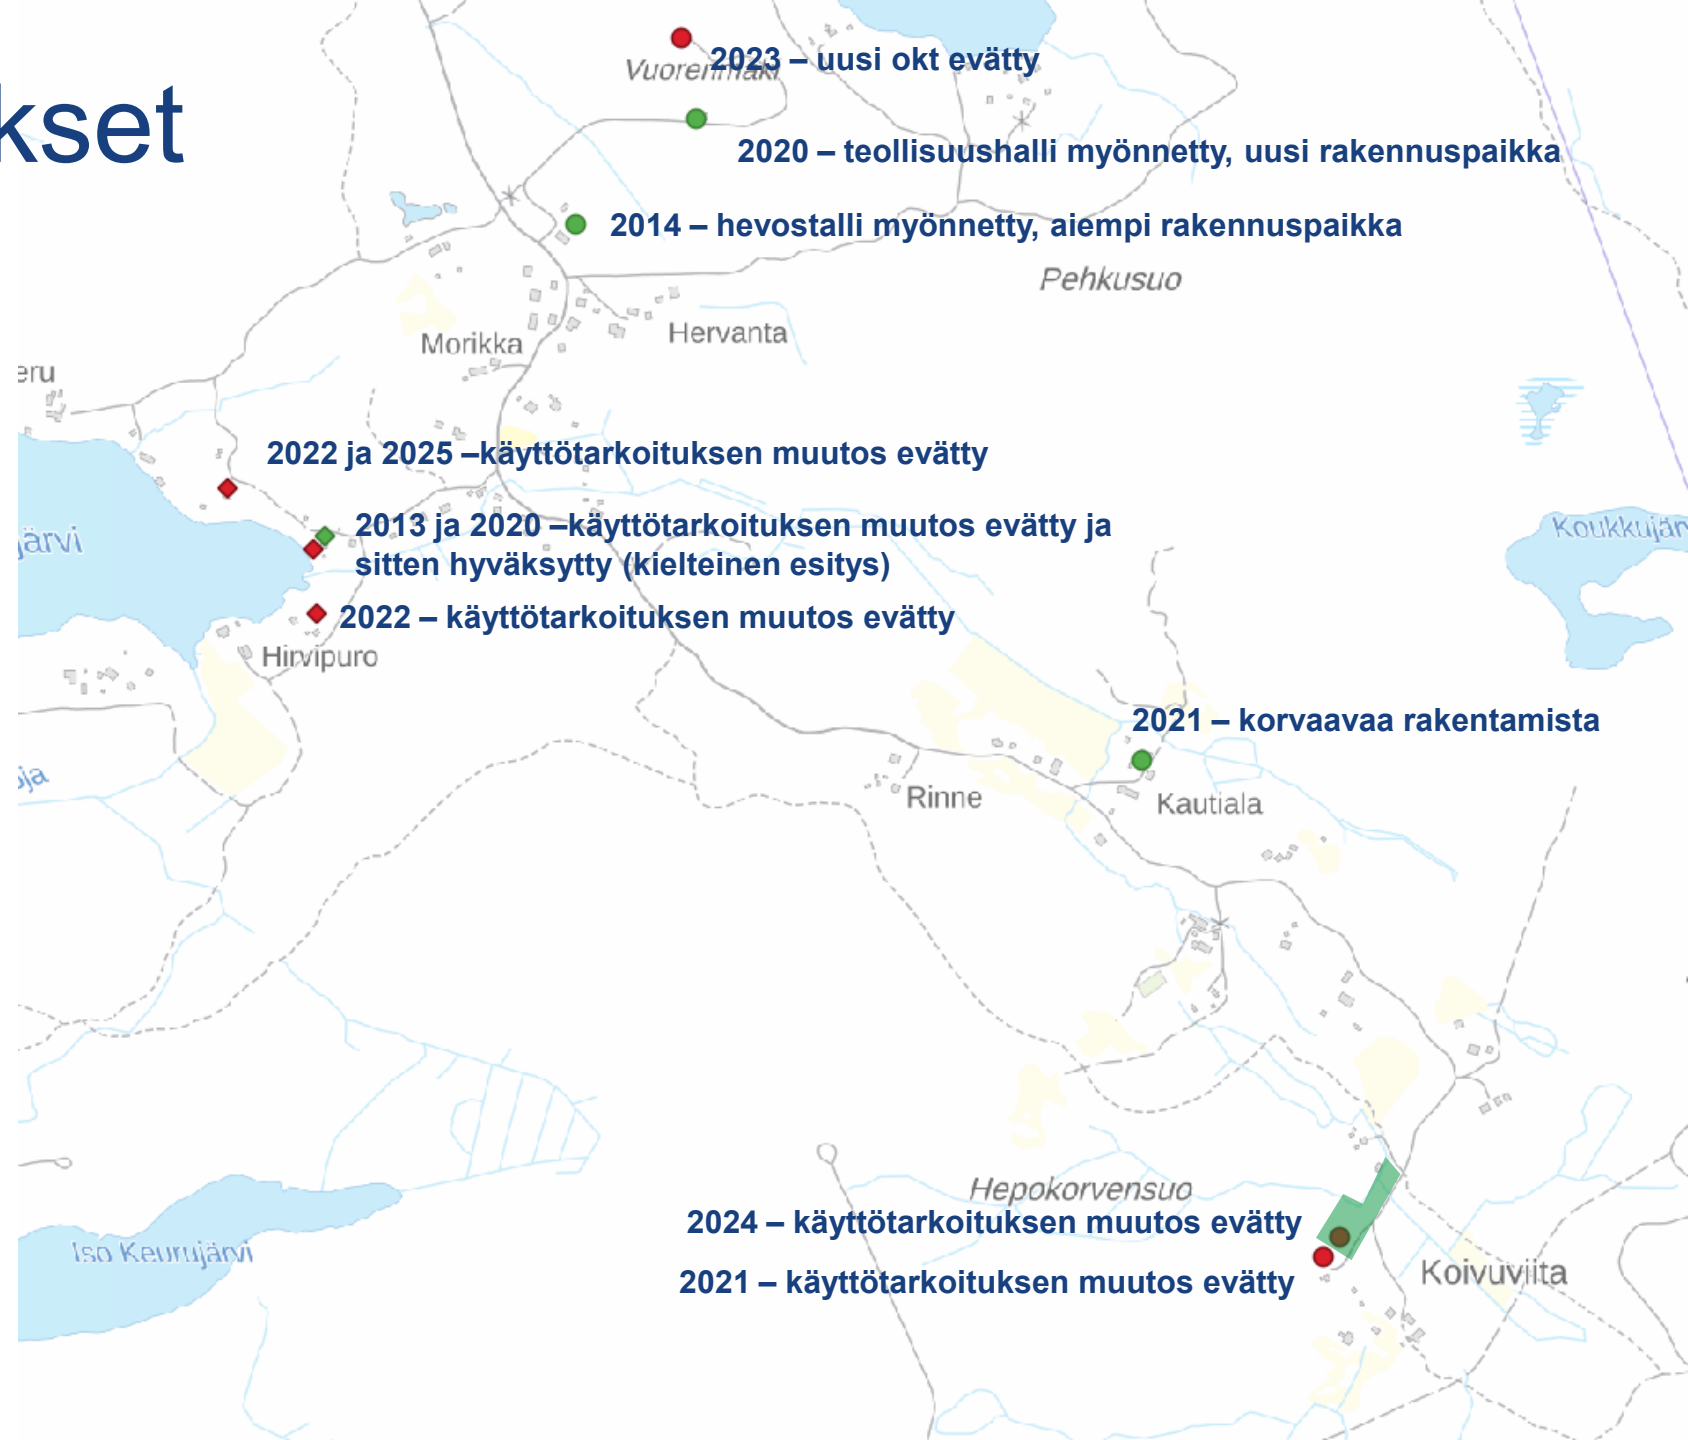 kset
2023 – uusi okt evätty
Vuorenmäki
2020 – teollisuushalli myönnetty, uusi rakennuspaikka
2014 – hevostalli myönnetty, aiempi rakennuspaikka
Pehkusuo
Hervanta
Morikka
eru
2022 ja 2025 –käyttötarkoituksen muutos evätty
2013 ja 2020 –käyttötarkoituksen muutos evätty ja
sitten hyväksytty (kielteinen esitys)
järvi
Koukkujär
2022 – käyttötarkoituksen muutos evätty
Hirvipuro
2021 – korvaavaa rakentamista
oja
Rinne
Kautiala
Hepokorvensuo
2024 – käyttötarkoituksen muutos evätty
Iso Keurujärvi
Koivuviita
2021 – käyttötarkoituksen muutos evätty